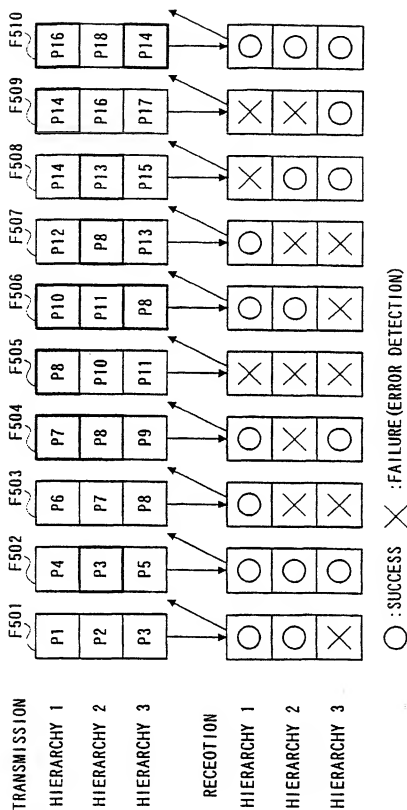 F501 F502 F503 F504 F505 F506 F507 F508 F509 F510
TRANSMISSION
HIERARCHY 1 P1 P4 P6 P7 P8 P10 P12 P14 P14 P16
HIERARCHY 2 P2 P3 P7 P8 P10 P11 P8 P13 P16 P18
HIERARCHY 3 P3 P5 P8 P9 P11 P8 P13 P15 P17 P14
RECEOTION
HIERARCHY 1
HIERARCHY 2
HIERARCHY 3
:SUCCESS :FAILURE(ERROR DETECTION)